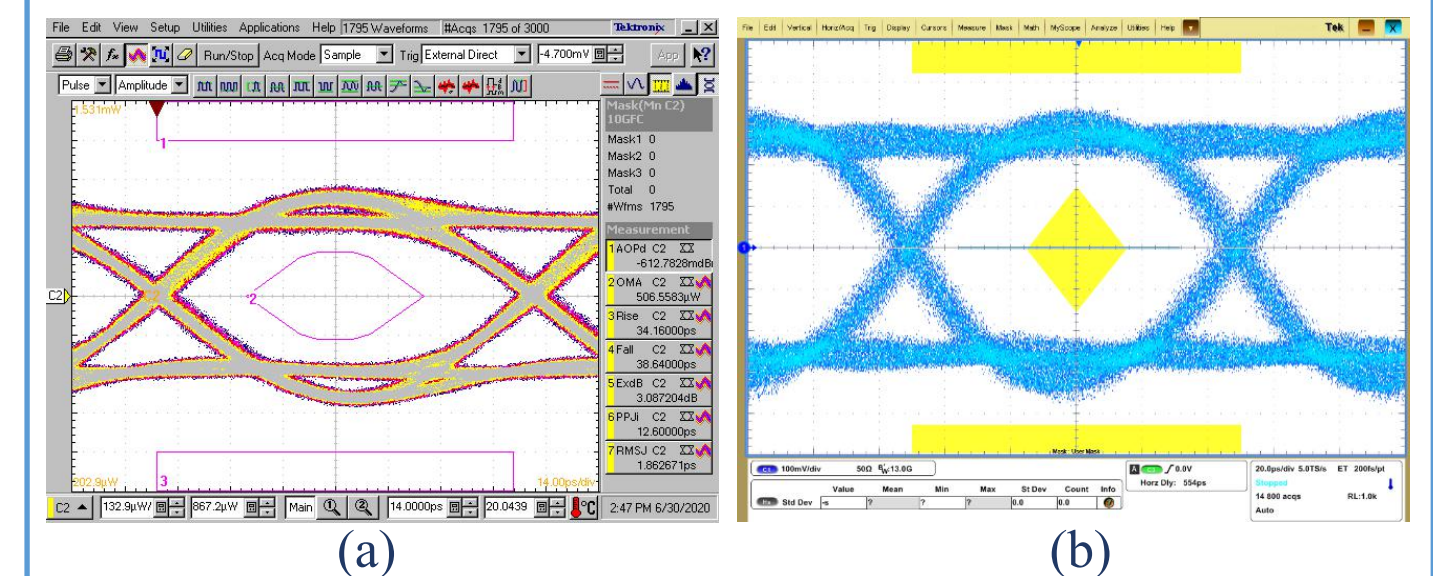 File Edit View Setup Utilities Applications Help 1795 Waveforms #Acqs 1795 of 3000 Tektronix
Run/Stop Acq Mode Sample Trig External Direct -4.700mV App
Pulse Amplitude
1.531mW
1
2
3
C2
202.9µW
14.00ps/div
Mask(Mn C2)
10GFC
Mask1 0
Mask2 0
Mask3 0
Total 0
#Wfms 1795
Measurement
1 AOPd C2
-612.7828mdB
2 OMA C2
506.5583µW
3 Rise C2
34.16000ps
4 Fall C2
38.64000ps
5 ExdB C2
3.087204dB
6 PPJi C2
12.60000ps
7 RMSJ C2
1.862671ps
C2 132.9µW/ 867.2µW Main 14.0000ps 20.0439 °C 2:47 PM 6/30/2020
(a)
File Edit Vertical Horiz/Acq Trig Display Cursors Measure Mask Math MyScope Analyze Utilities Help Tek X
1
Mask: User Mask
C1 100mV/div 50Ω 13.0G
Value Mean Min Max St Dev Count Info
Std Dev -s ? ? ? 0.0 0.0
A 0.0V
Horz Dly: 554ps
20.0ps/div 5.0TS/s ET 200fs/pt
Stopped
14 800 acqs RL:1.0k
Auto
(b)